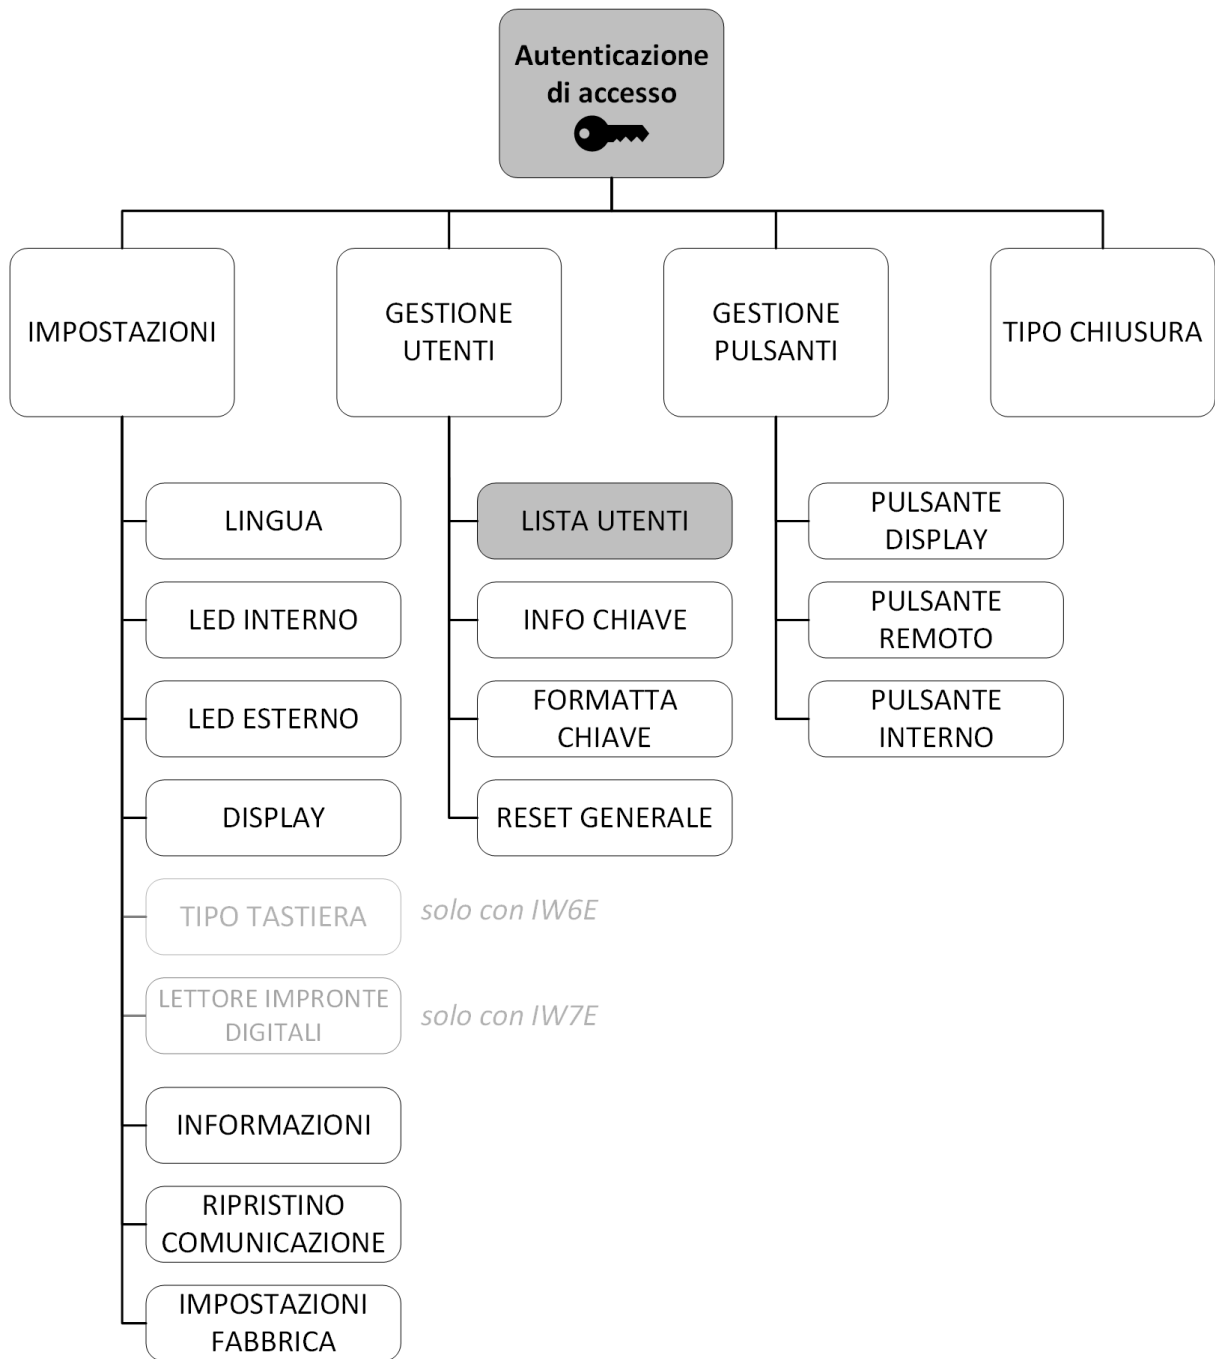 Autenticazione
di accesso
IMPOSTAZIONI
GESTIONE
UTENTI
GESTIONE
PULSANTI
TIPO CHIUSURA
LINGUA
LED INTERNO
LED ESTERNO
DISPLAY
TIPO TASTIERA
solo con IW6E
LETTORE IMPRONTE
DIGITALI
solo con IW7E
INFORMAZIONI
RIPRISTINO
COMUNICAZIONE
IMPOSTAZIONI
FABBRICA
LISTA UTENTI
INFO CHIAVE
FORMATTA
CHIAVE
RESET GENERALE
PULSANTE
DISPLAY
PULSANTE
REMOTO
PULSANTE
INTERNO